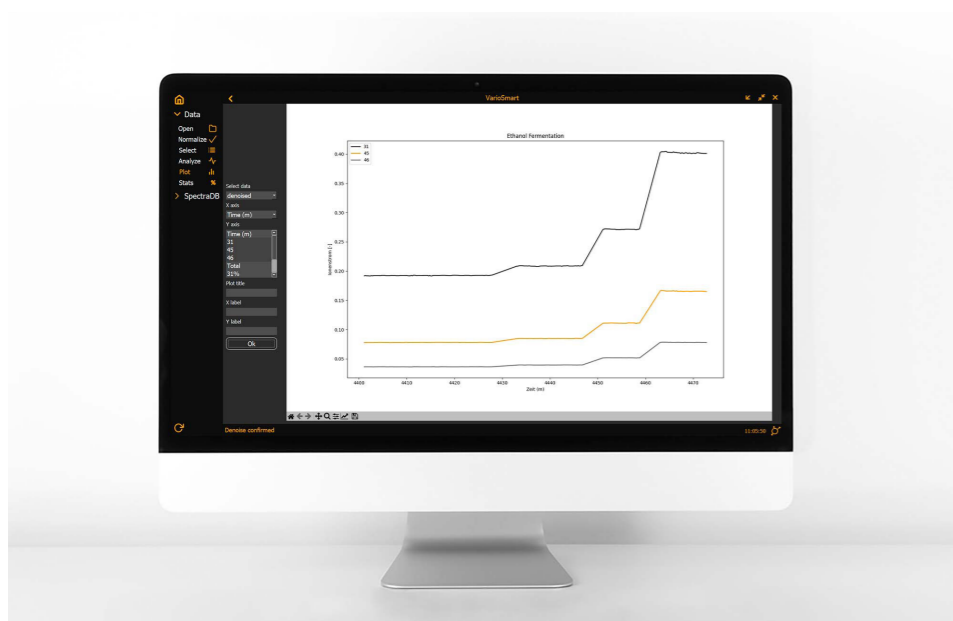 VarioSmart
Data
Open
Normalize
Select
Analyze
Plot
Stats
SpectraDB
Select data
denoised
X axis
Time (m)
Y axis
Time (m)
31
45
46
Total
31%
Plot title
X label
Y label
Ok
Ethanol Fermentation
31
45
46
0.40
0.35
0.30
0.25
0.20
0.15
0.10
0.05
Ionenstrom [-]
4400
4410
4420
4430
4440
4450
4460
4470
Zeit (m)
Denoise confirmed
11:05:50